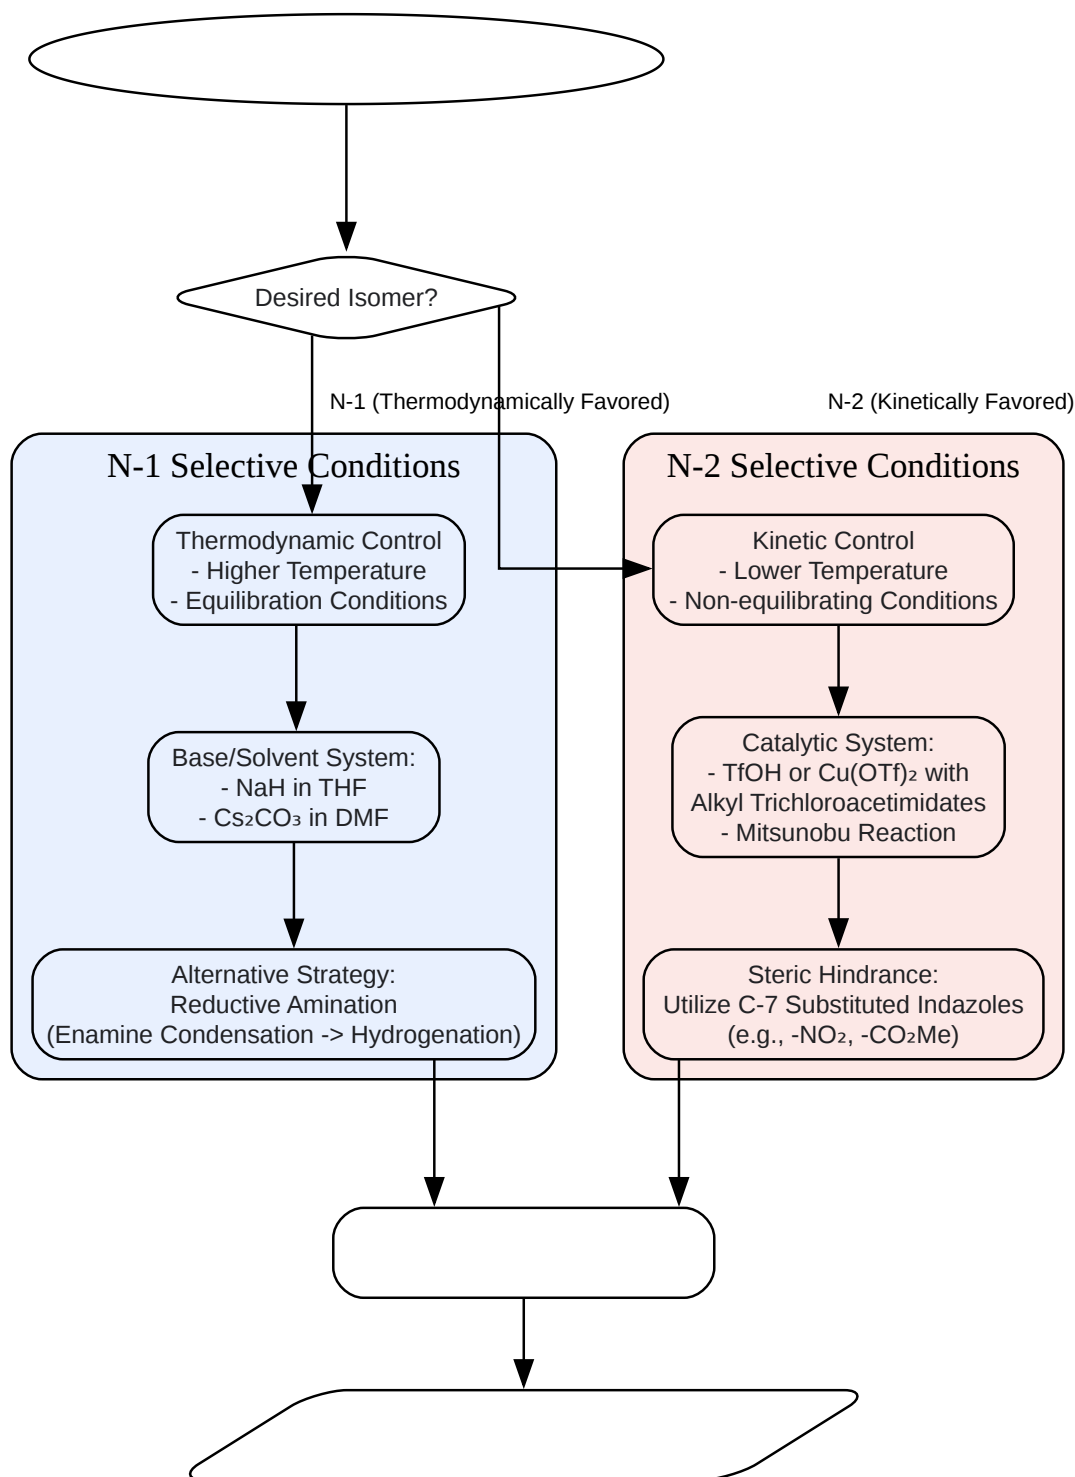 Desired Isomer?
N-1 (Thermodynamically Favored)
N-2 (Kinetically Favored)
N-1 Selective Conditions
Thermodynamic Control
- Higher Temperature
- Equilibration Conditions
Base/Solvent System:
- NaH in THF
- Cs₂CO₃ in DMF
Alternative Strategy:
Reductive Amination
(Enamine Condensation -> Hydrogenation)
N-2 Selective Conditions
Kinetic Control
- Lower Temperature
- Non-equilibrating Conditions
Catalytic System:
- TfOH or Cu(OTf)₂ with
Alkyl Trichloroacetimidates
- Mitsunobu Reaction
Steric Hindrance:
Utilize C-7 Substituted Indazoles
(e.g., -NO₂, -CO₂Me)